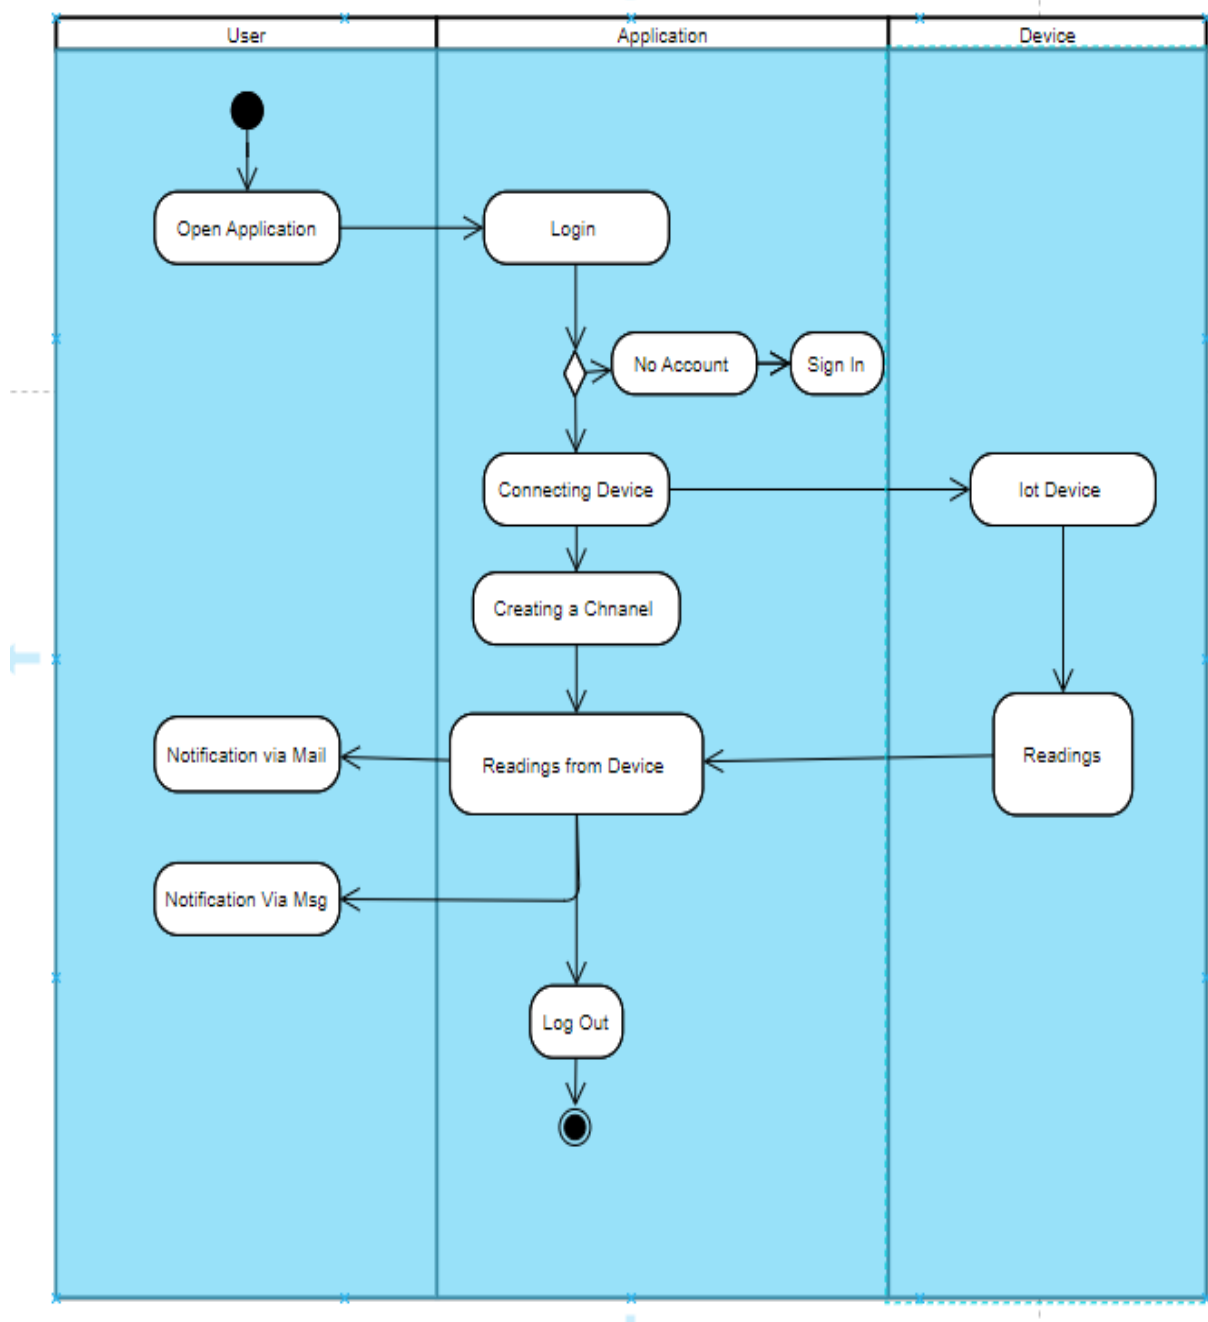 User
Application
Device
Open Application
Login
No Account
Sign In
Connecting Device
Iot Device
Creating a Chnanel
Notification via Mail
Readings from Device
Readings
Notification Via Msg
Log Out